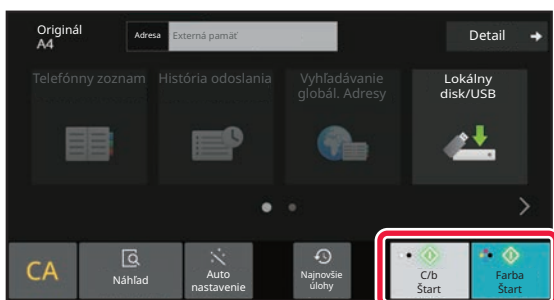 Originál
A4
Adresa
Externá pamäť
Detail
Telefónny zoznam
História odoslania
Vyhľadávanie
globál. Adresy
Lokálny
disk/USB
CA
Náhľad
Auto
nastavenie
Najnovšie
úlohy
C/b
Štart
Farba
Štart